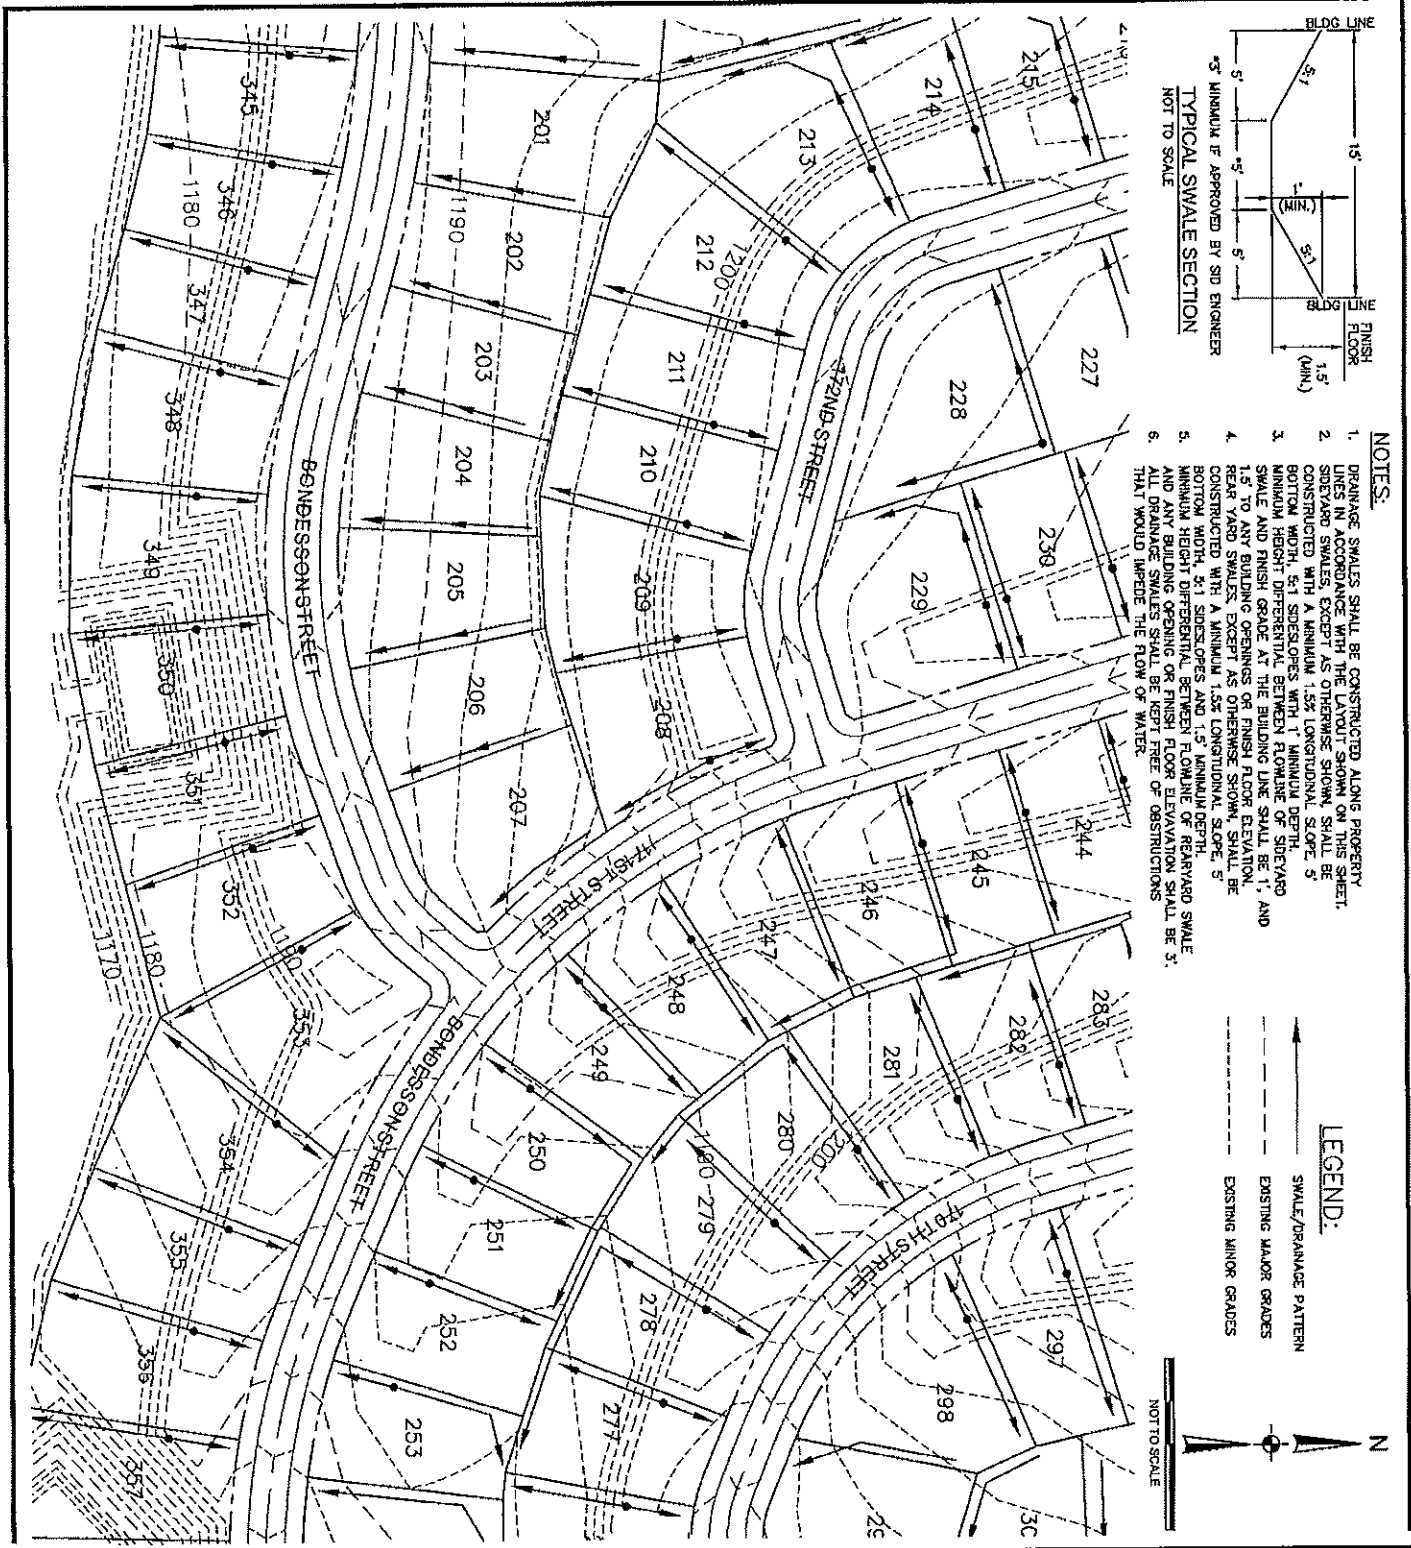 BLDG LINE
15'
BLDG LINE
FINISH
FLOOR
5:1
1'
(MIN.)
5:1
1.5'
(MIN.)
5'
*5'
5'
*3' MINIMUM IF APPROVED BY SID ENGINEER
TYPICAL SWALE SECTION
NOT TO SCALE
NOTES:
1. DRAINAGE SWALES SHALL BE CONSTRUCTED ALONG PROPERTY
LINES IN ACCORDANCE WITH THE LAYOUT SHOWN ON THIS SHEET.
2. SIDEYARD SWALES, EXCEPT AS OTHERWISE SHOWN, SHALL BE
CONSTRUCTED WITH A MINIMUM 1.5% LONGITUDINAL SLOPE, 5'
BOTTOM WIDTH, 5:1 SIDESLOPES WITH 1' MINIMUM DEPTH.
3. MINIMUM HEIGHT DIFFERENTIAL BETWEEN FLOWLINE OF SIDEYARD
SWALE AND FINISH GRADE AT THE BUILDING LINE SHALL BE 1', AND
1.5' TO ANY BUILDING OPENINGS OR FINISH FLOOR ELEVATION.
4. REAR YARD SWALES, EXCEPT AS OTHERWISE SHOWN, SHALL BE
CONSTRUCTED WITH A MINIMUM 1.5% LONGITUDINAL SLOPE, 5'
BOTTOM WIDTH, 5:1 SIDESLOPES AND 1.5' MINIMUM DEPTH.
5. MINIMUM HEIGHT DIFFERENTIAL BETWEEN FLOWLINE OF REARYARD SWALE
AND ANY BUILDING OPENING OR FINISH FLOOR ELEVAVATION SHALL BE 3'.
6. ALL DRAINAGE SWALES SHALL BE KEPT FREE OF OBSTRUCTIONS
THAT WOULD IMPEDE THE FLOW OF WATER.
LEGEND:
SWALE/DRAINAGE PATTERN
EXISTING MAJOR GRADES
EXISTING MINOR GRADES
N
NOT TO SCALE
215
214
213
212
1200
211
210
209
208
227
228
229
230
172ND STREET
244
245
246
247
248
249
250
251
252
253
283
282
281
280
279
278
277
1200
1190
297
298
170TH STREET
171ST STREET
201
202
203
204
205
206
207
1190
BONDESSON STREET
BONDESSON STREET
345
346
347
348
349
350
351
352
353
354
355
356
357
1180
1190
1180
1170